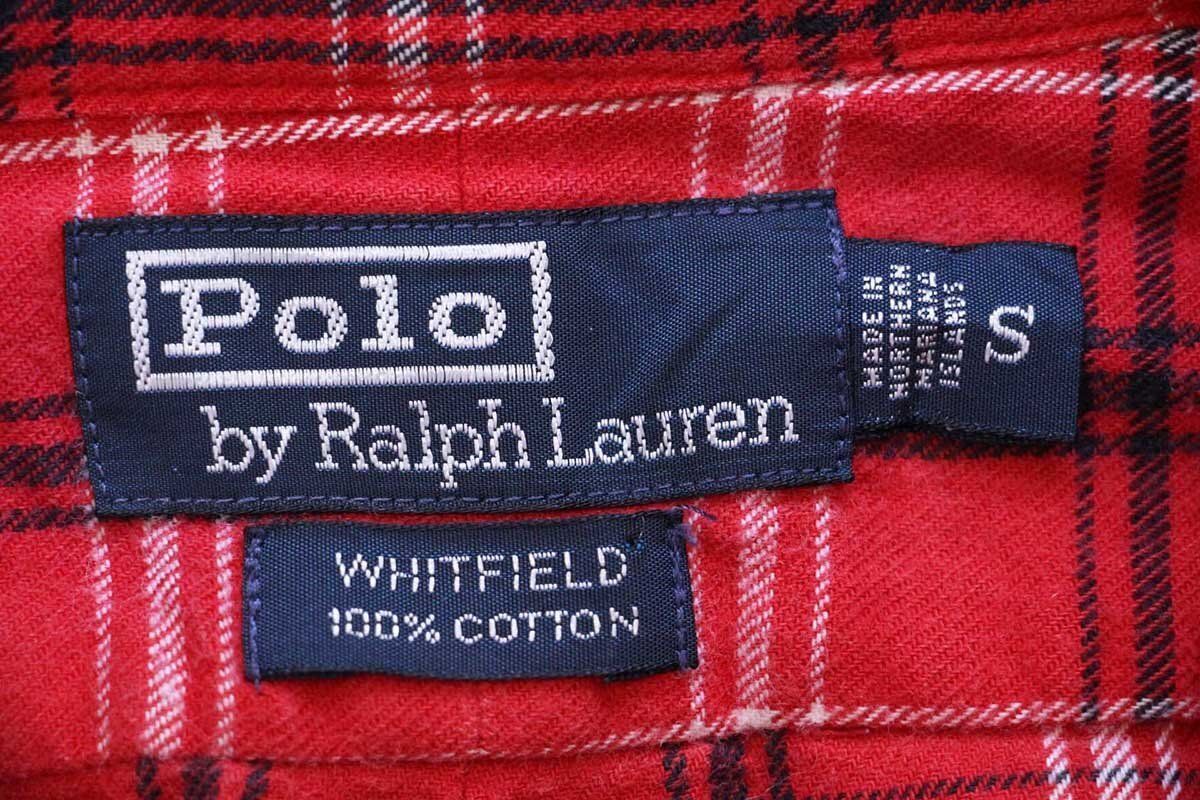 Polo
by Ralph Lauren
MADE IN
NORTHERN
MARIANA
ISLANDS
S
WHITFIELD
100% COTTON